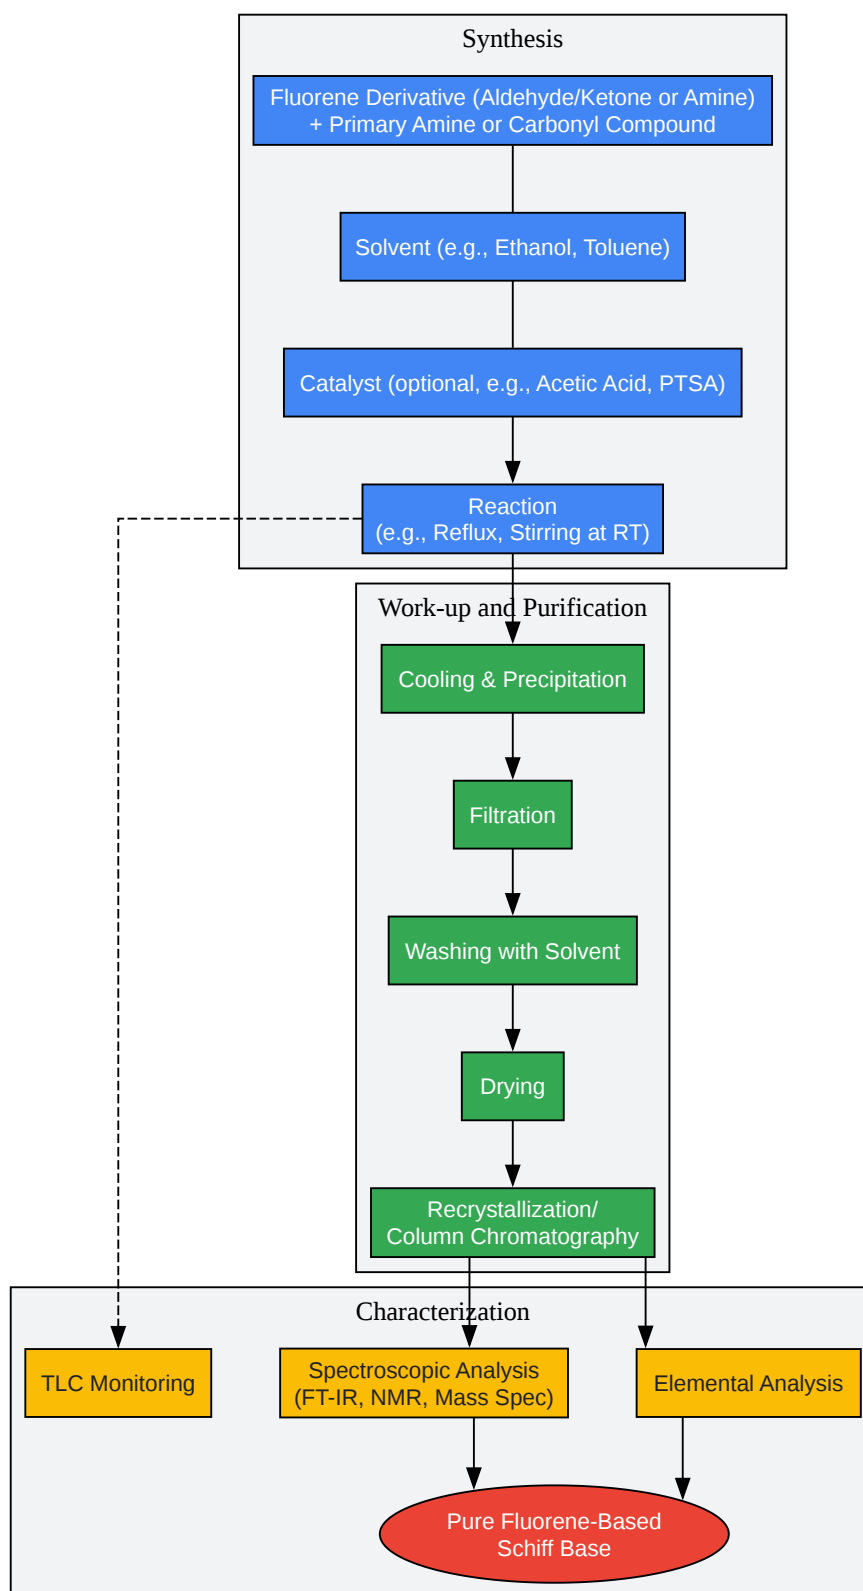 Synthesis
Fluorene Derivative (Aldehyde/Ketone or Amine)
+ Primary Amine or Carbonyl Compound
Solvent (e.g., Ethanol, Toluene)
Catalyst (optional, e.g., Acetic Acid, PTSA)
Reaction
(e.g., Reflux, Stirring at RT)
Work-up and Purification
Cooling & Precipitation
Filtration
Washing with Solvent
Drying
Recrystallization/
Column Chromatography
Characterization
TLC Monitoring
Spectroscopic Analysis
(FT-IR, NMR, Mass Spec)
Elemental Analysis
Pure Fluorene-Based
Schiff Base